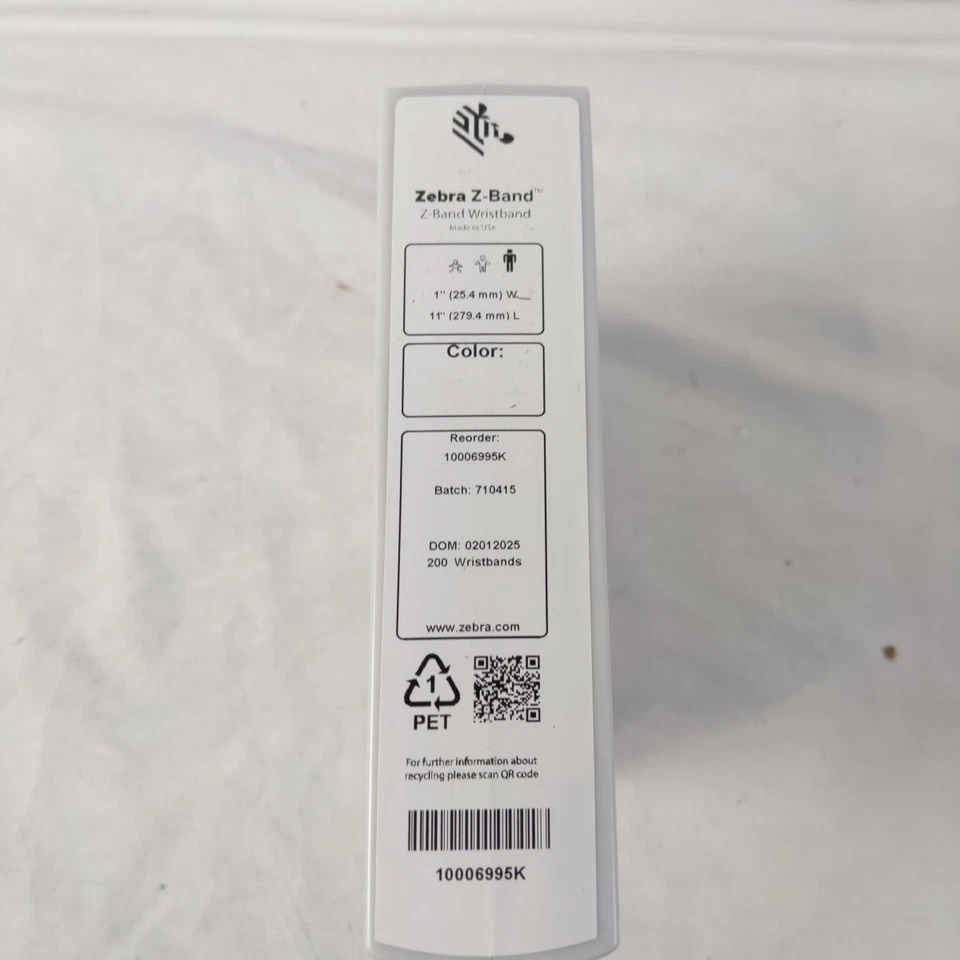 Zebra Z-Band™
Z-Band Wristband
Made in USA
1" (25.4 mm) W
11" (279.4 mm) L
Color:
Reorder:
10006995K
Batch: 710415
DOM: 02012025
200 Wristbands
www.zebra.com
1
PET
For further information about
recycling please scan QR code
10006995K